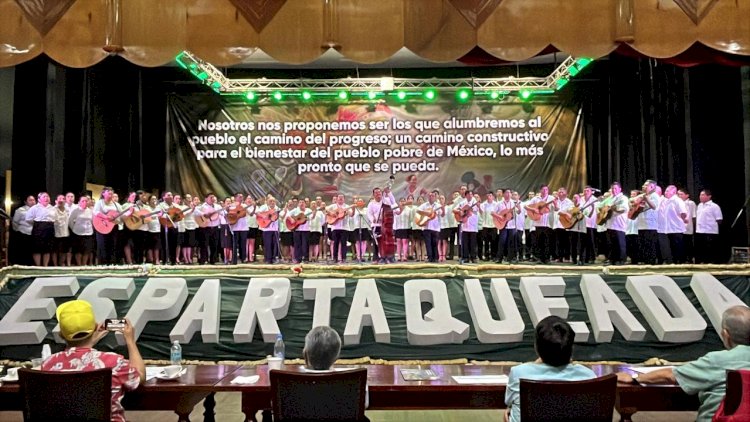 Nosotros nos proponemos ser los que alumbremos al
pueblo el camino del progreso; un camino constructivo
para el bienestar del pueblo pobre de México, lo más
pronto que se pueda.
ESPARTAQUEADA